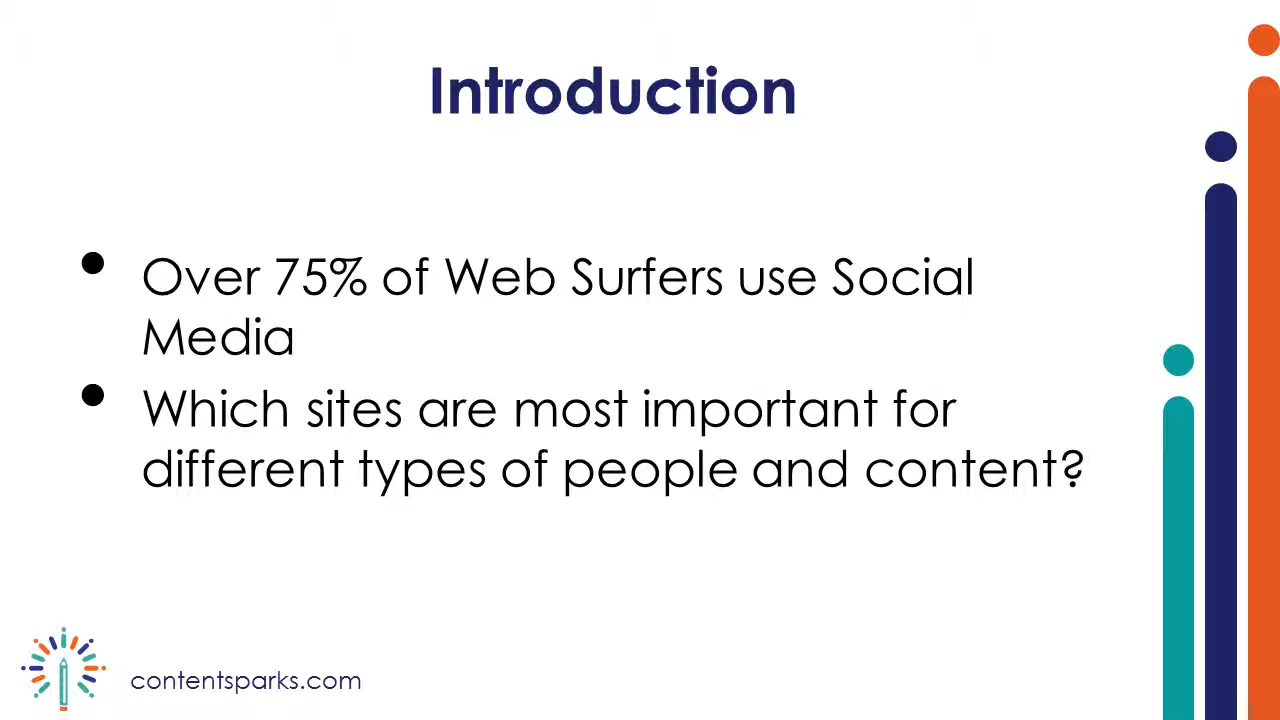 Introduction
• Over 75% of Web Surfers use Social
Media
• Which sites are most important for
different types of people and content?
contentsparks.com